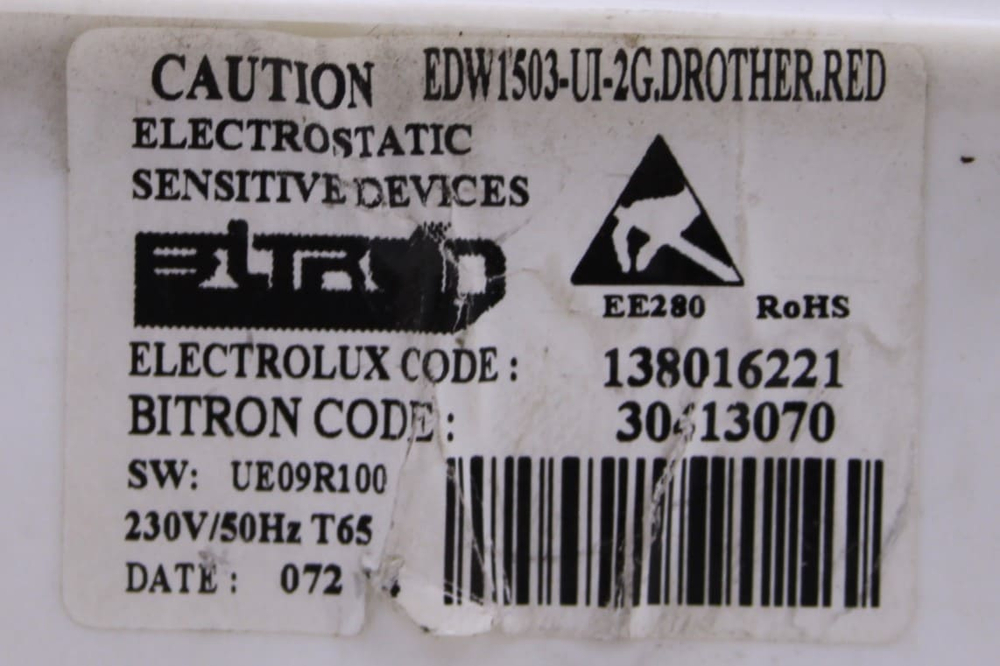 CAUTION EDW1503-UI-2G.DROTHER.RED
ELECTROSTATIC
SENSITIVE DEVICES
BITRON
EE280 RoHS
ELECTROLUX CODE : 138016221
BITRON CODE :
SW: UE09R100
230V/50Hz T65
DATE : 072